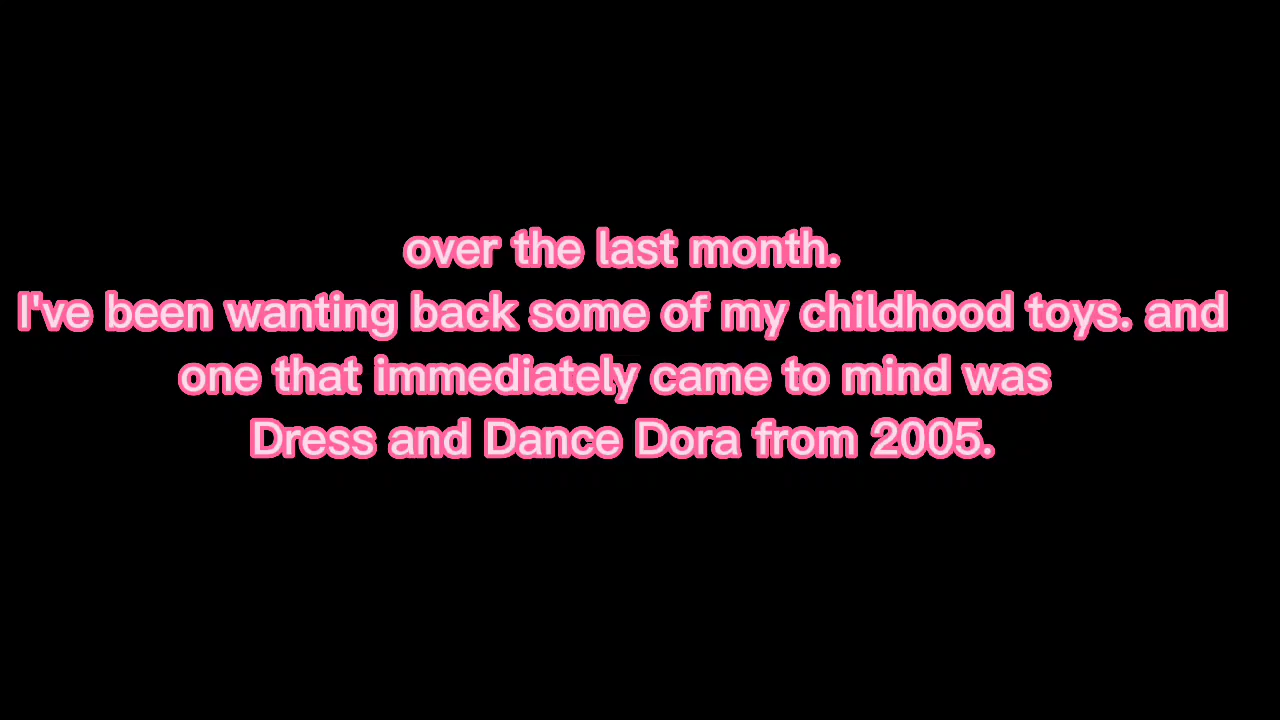 over the last month.
I've been wanting back some of my childhood toys. and
one that immediately came to mind was
Dress and Dance Dora from 2005.